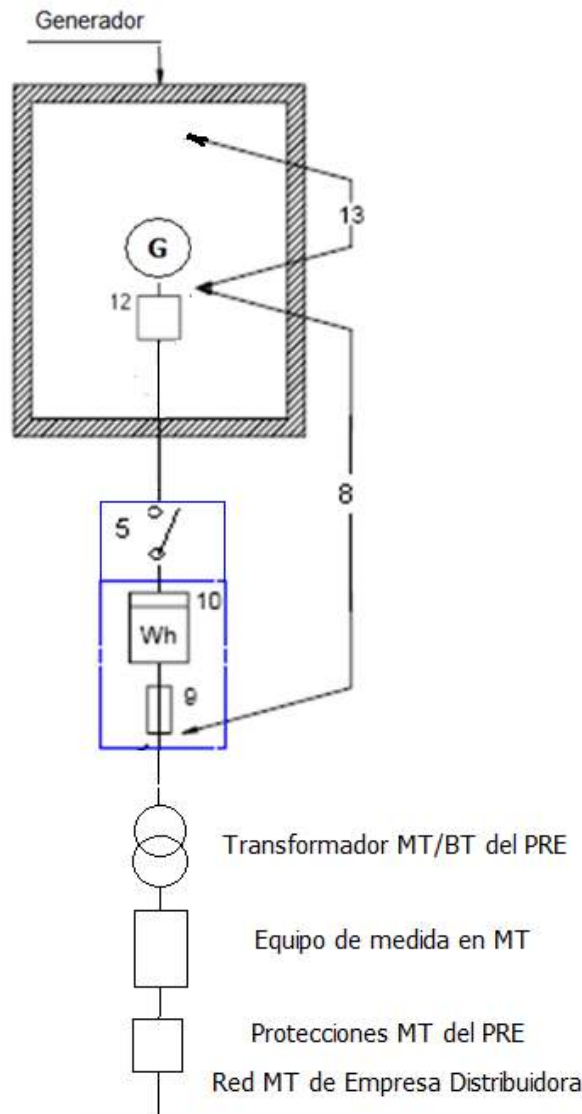 Generador
13
G
12
8
5
10
Wh
9
Transformador MT/BT del PRE
Equipo de medida en MT
Protecciones MT del PRE
Red MT de Empresa Distribuidora